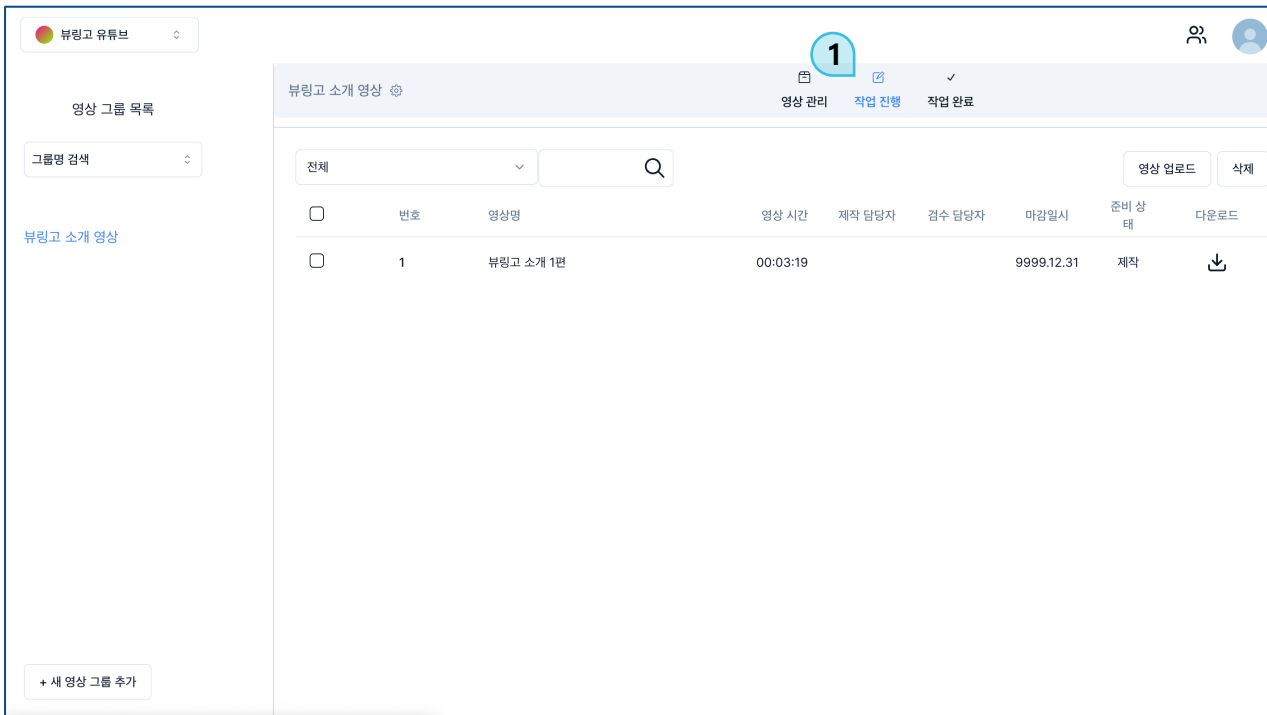 뷰링고 유튜브
1
영상 그룹 목록
뷰링고 소개 영상
영상 관리 작업 진행 작업 완료
그룹명 검색
전체
영상 업로드 삭제
번호 영상명 영상 시간 제작 담당자 검수 담당자 마감일시 준비 상
태 다운로드
뷰링고 소개 영상
1 뷰링고 소개 1편 00:03:19 9999.12.31 제작
+ 새 영상 그룹 추가